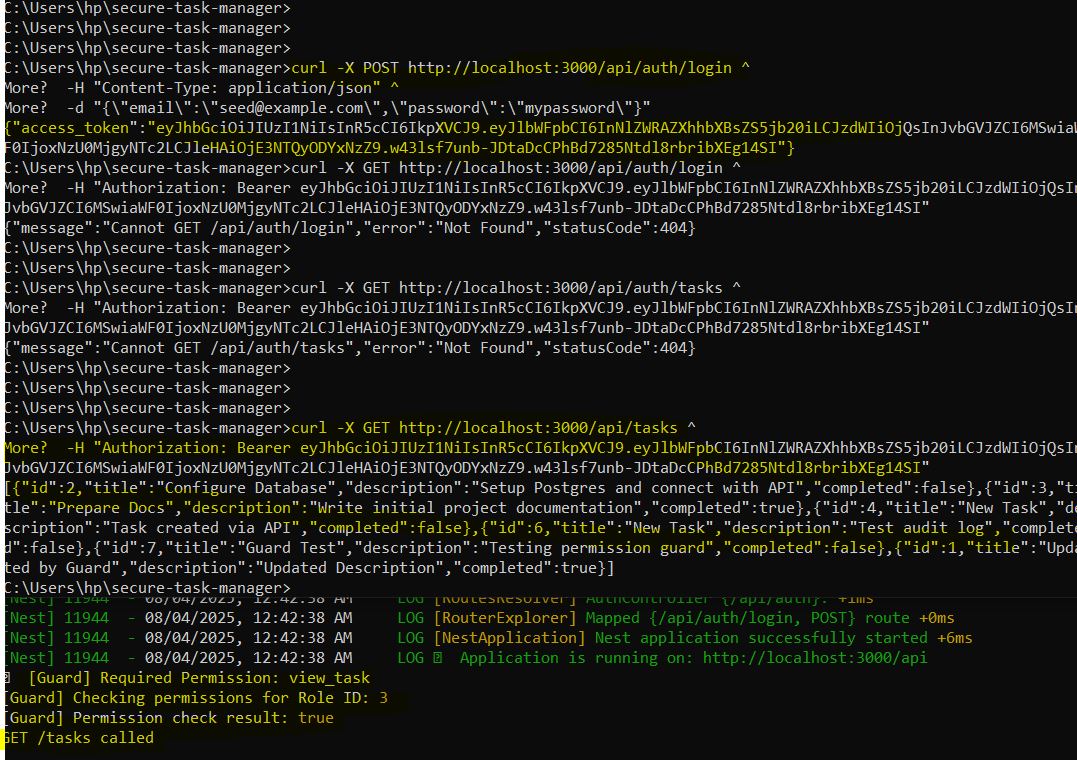 C:\Users\hp\secure-task-manager>
C:\Users\hp\secure-task-manager>
C:\Users\hp\secure-task-manager>
C:\Users\hp\secure-task-manager>curl -X POST http://localhost:3000/api/auth/login ^
More?  -H "Content-Type: application/json" ^
More?  -d "{\"email\":\"seed@example.com\",\"password\":\"mypassword\"}"
{"access_token":"eyJhbGciOiJIUzI1NiIsInR5cCI6IkpXVCJ9.eyJlbWFpbCI6InNlZWRAZXhhbXBsZS5jb20iLCJzdWIiOjQsInJvbGVJZCI6MSwiaW
F0IjoxNzU0MjgyNTc2LCJleHAiOjE3NTQyODYxNzZ9.w43lsf7unb-JDtaDcCPhBd7285Ntdl8rbribXEg14SI"}
C:\Users\hp\secure-task-manager>curl -X GET http://localhost:3000/api/auth/login ^
More?  -H "Authorization: Bearer eyJhbGciOiJIUzI1NiIsInR5cCI6IkpXVCJ9.eyJlbWFpbCI6InNlZWRAZXhhbXBsZS5jb20iLCJzdWIiOjQsIn
JvbGVJZCI6MSwiaWF0IjoxNzU0MjgyNTc2LCJleHAiOjE3NTQyODYxNzZ9.w43lsf7unb-JDtaDcCPhBd7285Ntdl8rbribXEg14SI"
{"message":"Cannot GET /api/auth/login","error":"Not Found","statusCode":404}
C:\Users\hp\secure-task-manager>
C:\Users\hp\secure-task-manager>
C:\Users\hp\secure-task-manager>curl -X GET http://localhost:3000/api/auth/tasks ^
More?  -H "Authorization: Bearer eyJhbGciOiJIUzI1NiIsInR5cCI6IkpXVCJ9.eyJlbWFpbCI6InNlZWRAZXhhbXBsZS5jb20iLCJzdWIiOjQsIn
JvbGVJZCI6MSwiaWF0IjoxNzU0MjgyNTc2LCJleHAiOjE3NTQyODYxNzZ9.w43lsf7unb-JDtaDcCPhBd7285Ntdl8rbribXEg14SI"
{"message":"Cannot GET /api/auth/tasks","error":"Not Found","statusCode":404}
C:\Users\hp\secure-task-manager>
C:\Users\hp\secure-task-manager>
C:\Users\hp\secure-task-manager>
C:\Users\hp\secure-task-manager>curl -X GET http://localhost:3000/api/tasks ^
More?  -H "Authorization: Bearer eyJhbGciOiJIUzI1NiIsInR5cCI6IkpXVCJ9.eyJlbWFpbCI6InNlZWRAZXhhbXBsZS5jb20iLCJzdWIiOjQsIn
JvbGVJZCI6MSwiaWF0IjoxNzU0MjgyNTc2LCJleHAiOjE3NTQyODYxNzZ9.w43lsf7unb-JDtaDcCPhBd7285Ntdl8rbribXEg14SI"
[{"id":2,"title":"Configure Database","description":"Setup Postgres and connect with API","completed":false},{"id":3,"ti
tle":"Prepare Docs","description":"Write initial project documentation","completed":true},{"id":4,"title":"New Task","de
scription":"Task created via API","completed":false},{"id":6,"title":"New Task","description":"Test audit log","complete
d":false},{"id":7,"title":"Guard Test","description":"Testing permission guard","completed":false},{"id":1,"title":"Upda
ted by Guard","description":"Updated Description","completed":true}]
C:\Users\hp\secure-task-manager>
[Nest] 11944  - 08/04/2025, 12:42:38 AM     LOG [RoutesResolver] AuthController {/api/auth}: +1ms
[Nest] 11944  - 08/04/2025, 12:42:38 AM     LOG [RouterExplorer] Mapped {/api/auth/login, POST} route +0ms
[Nest] 11944  - 08/04/2025, 12:42:38 AM     LOG [NestApplication] Nest application successfully started +6ms
[Nest] 11944  - 08/04/2025, 12:42:38 AM     LOG Application is running on: http://localhost:3000/api
[Guard] Required Permission: view_task
[Guard] Checking permissions for Role ID: 3
[Guard] Permission check result: true
GET /tasks called